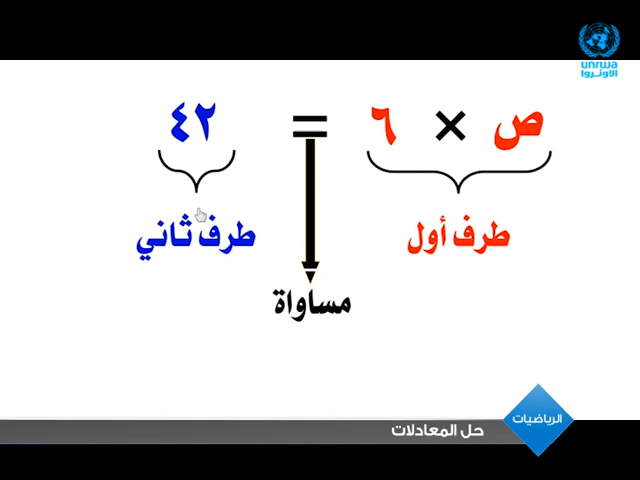 unrwa
الأونروا
ص × ٦ = ٤٢
طرف أول
طرف ثاني
مساواة
الرياضيات
حل المعادلات